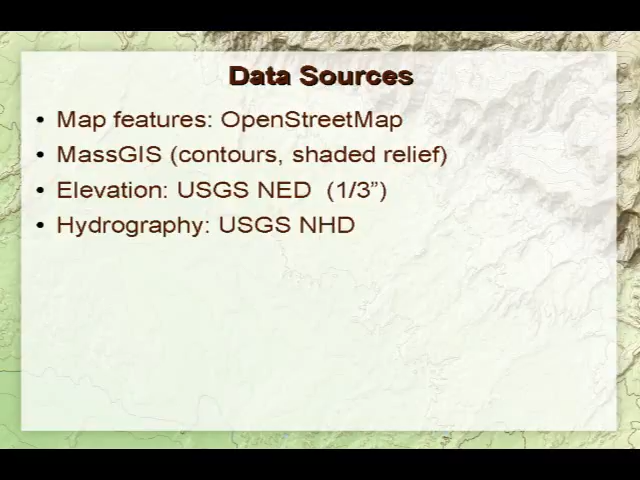 Data Sources
• Map features: OpenStreetMap
• MassGIS (contours, shaded relief)
• Elevation: USGS NED (1/3”)
• Hydrography: USGS NHD